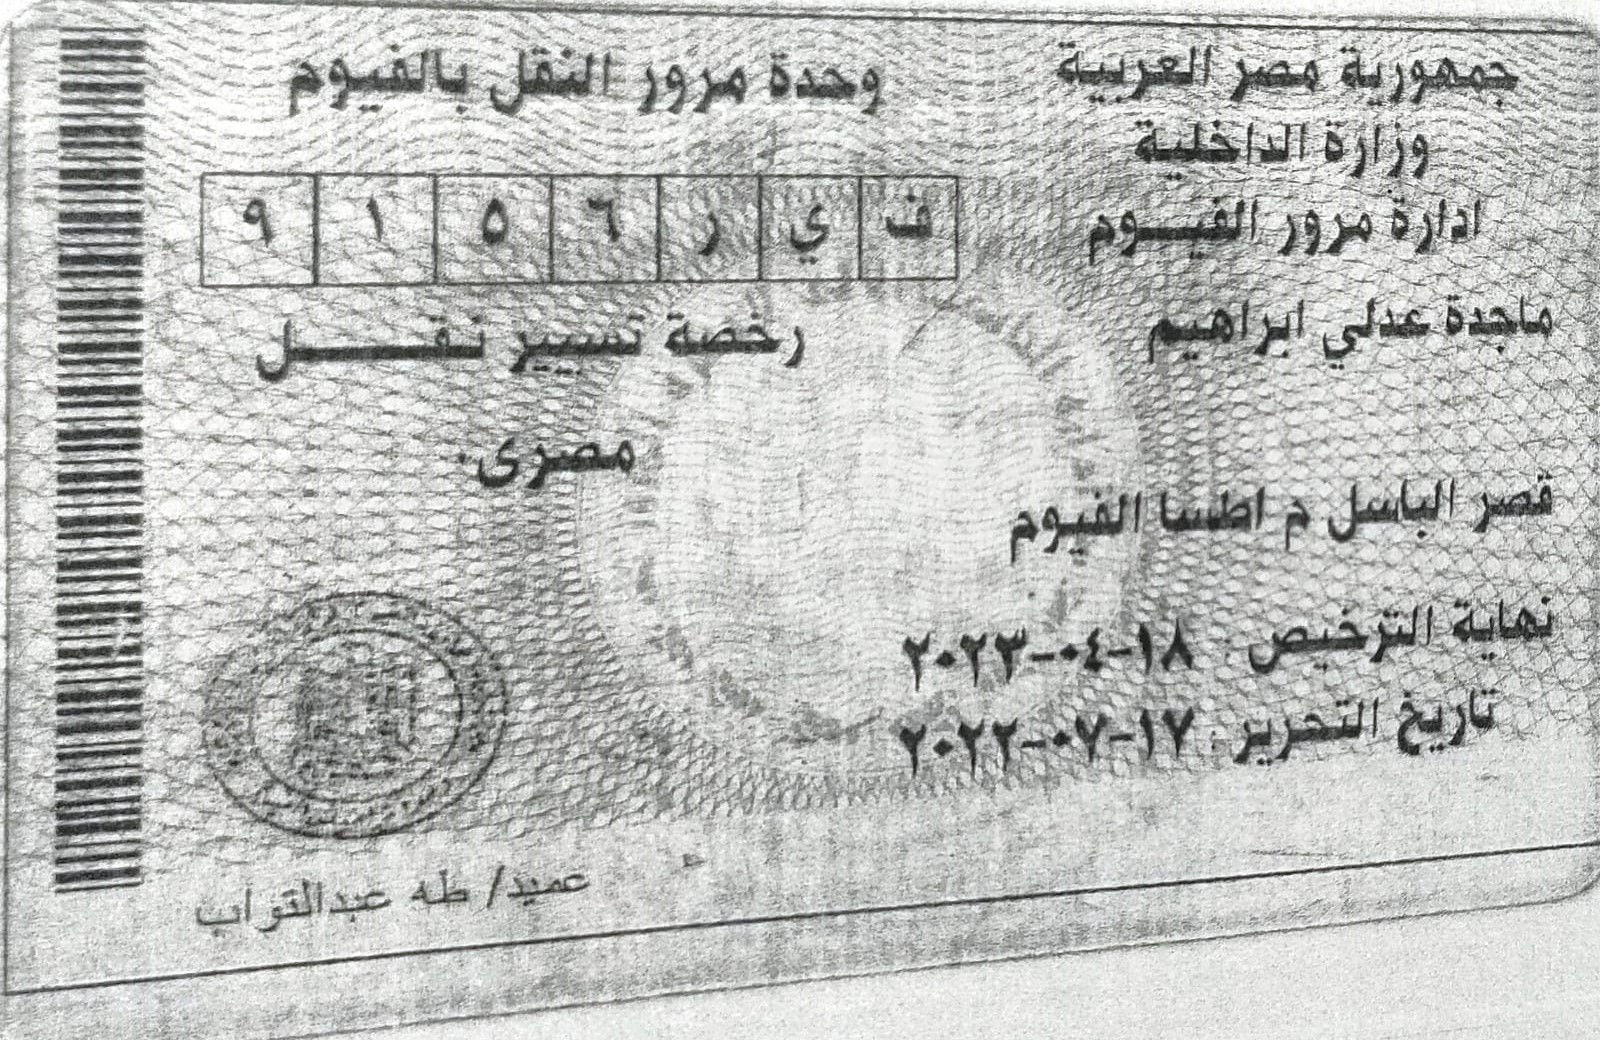 جمهورية مصر العربية
وزارة الداخلية
ادارة مرور الفيـــوم
وحدة مرور النقل بالفيوم
ف ي ر ٦ ٥ ١ ٩
ماجدة عدلي ابراهيم
رخصة تسيير نقـــــــل
مصرى
قصر الباسل م اطسا الفيوم
نهاية الترخيص : ١٨-٠٤-٢٠٢٣
تاريخ التحرير : ١٧-٠٧-٢٠٢٢
عميد/ طه عبدالتواب